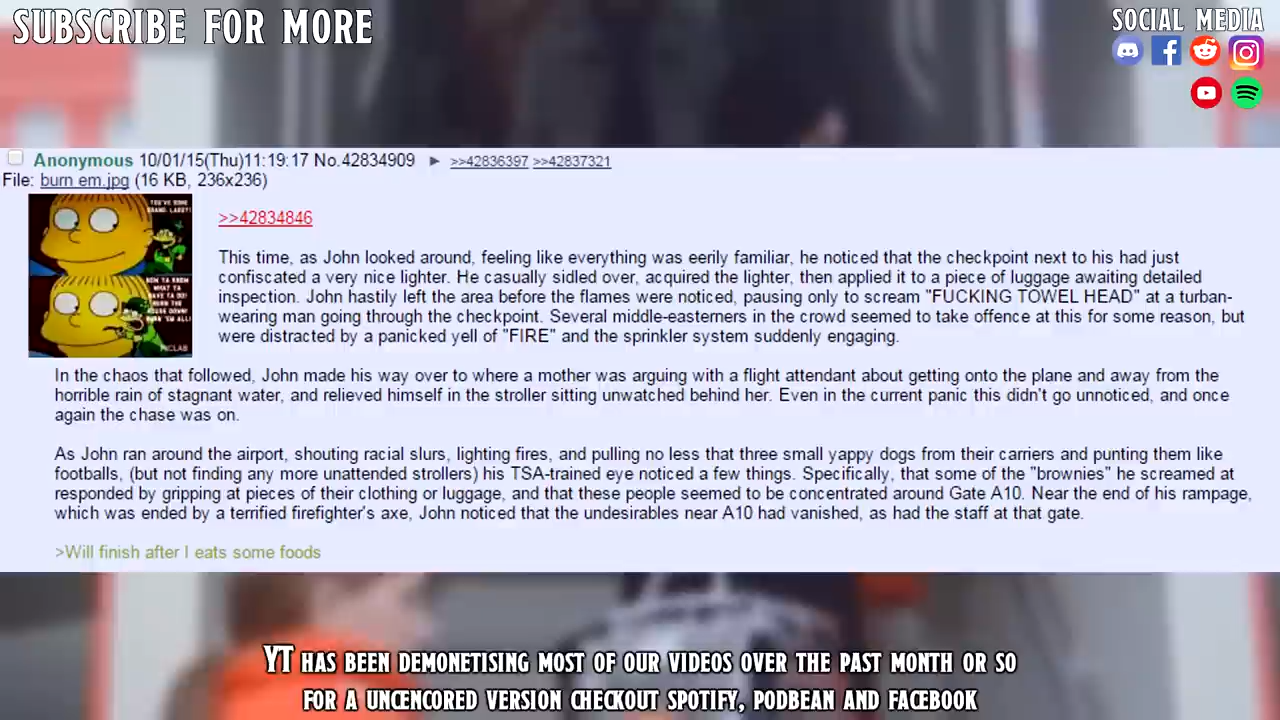 SUBSCRIBE FOR MORE
SOCIAL MEDIA
Anonymous 10/01/15(Thu)11:19:17 No.42834909 ► >>42836397 >>42837321
File: burn em.jpg (16 KB, 236x236)
>>42834846
This time, as John looked around, feeling like everything was eerily familiar, he noticed that the checkpoint next to his had just
confiscated a very nice lighter. He casually sidled over, acquired the lighter, then applied it to a piece of luggage awaiting detailed
inspection. John hastily left the area before the flames were noticed, pausing only to scream "FUCKING TOWEL HEAD" at a turban-
wearing man going through the checkpoint. Several middle-easterners in the crowd seemed to take offence at this for some reason, but
were distracted by a panicked yell of "FIRE" and the sprinkler system suddenly engaging.
In the chaos that followed, John made his way over to where a mother was arguing with a flight attendant about getting onto the plane and away from the
horrible rain of stagnant water, and relieved himself in the stroller sitting unwatched behind her. Even in the current panic this didn't go unnoticed, and once
again the chase was on.
As John ran around the airport, shouting racial slurs, lighting fires, and pulling no less that three small yappy dogs from their carriers and punting them like
footballs, (but not finding any more unattended strollers) his TSA-trained eye noticed a few things. Specifically, that some of the "brownies" he screamed at
responded by gripping at pieces of their clothing or luggage, and that these people seemed to be concentrated around Gate A10. Near the end of his rampage,
which was ended by a terrified firefighter's axe, John noticed that the undesirables near A10 had vanished, as had the staff at that gate.
>Will finish after I eats some foods
YT HAS BEEN DEMONETISING MOST OF OUR VIDEOS OVER THE PAST MONTH OR SO
FOR A UNCENCORED VERSION CHECKOUT SPOTIFY, PODBEAN AND FACEBOOK